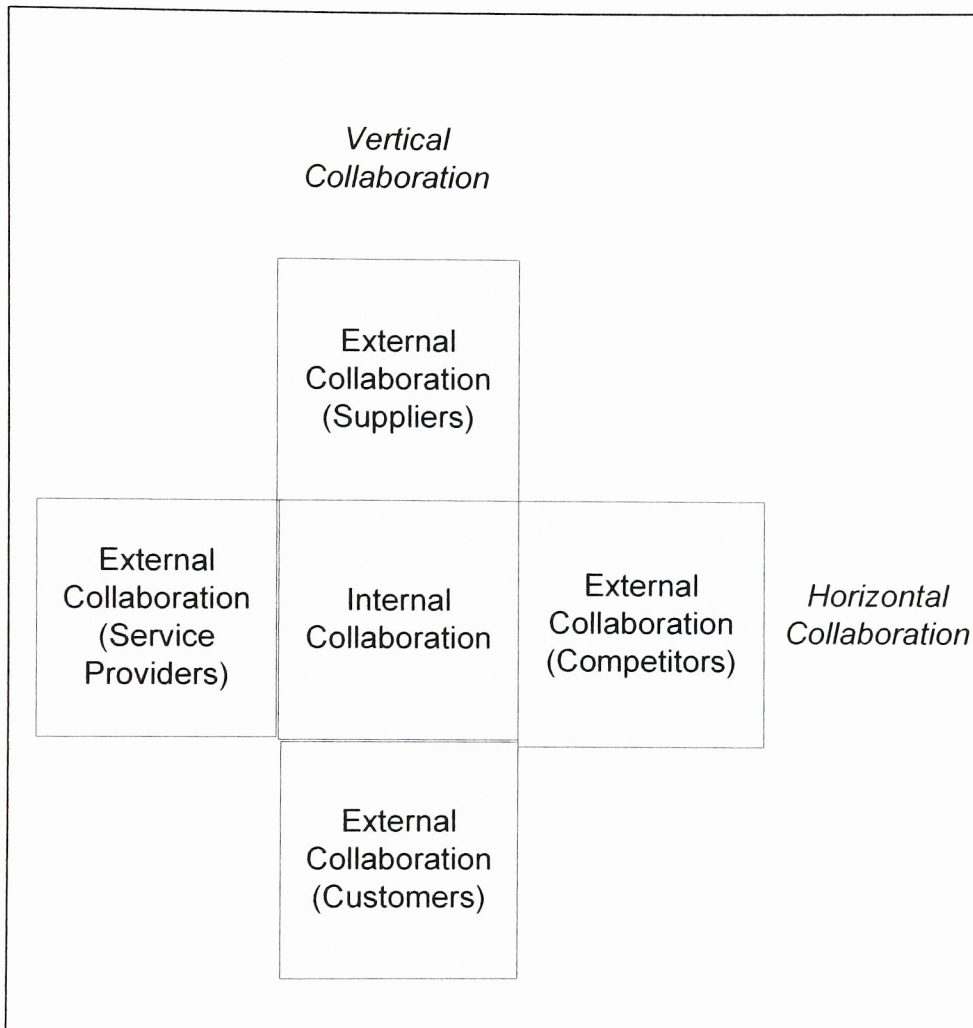 Vertical
Collaboration
External
Collaboration
(Suppliers)
External
Collaboration
(Service
Providers)
Internal
Collaboration
External
Collaboration
(Competitors)
Horizontal
Collaboration
External
Collaboration
(Customers)